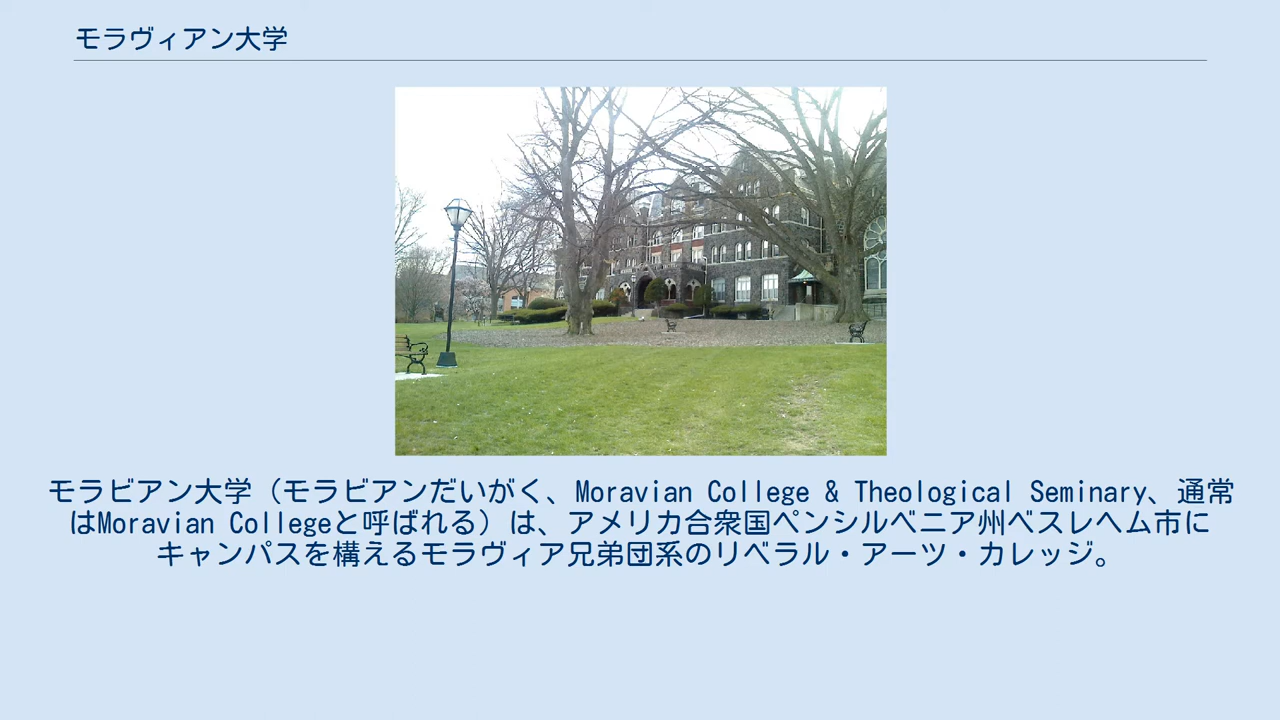 モラヴィアン大学
モラビアン大学（モラビアンだいがく、Moravian College & Theological Seminary、通常
はMoravian Collegeと呼ばれる）は、アメリカ合衆国ペンシルベニア州ベスレヘム市に
キャンパスを構えるモラヴィア兄弟団系のリベラル・アーツ・カレッジ。